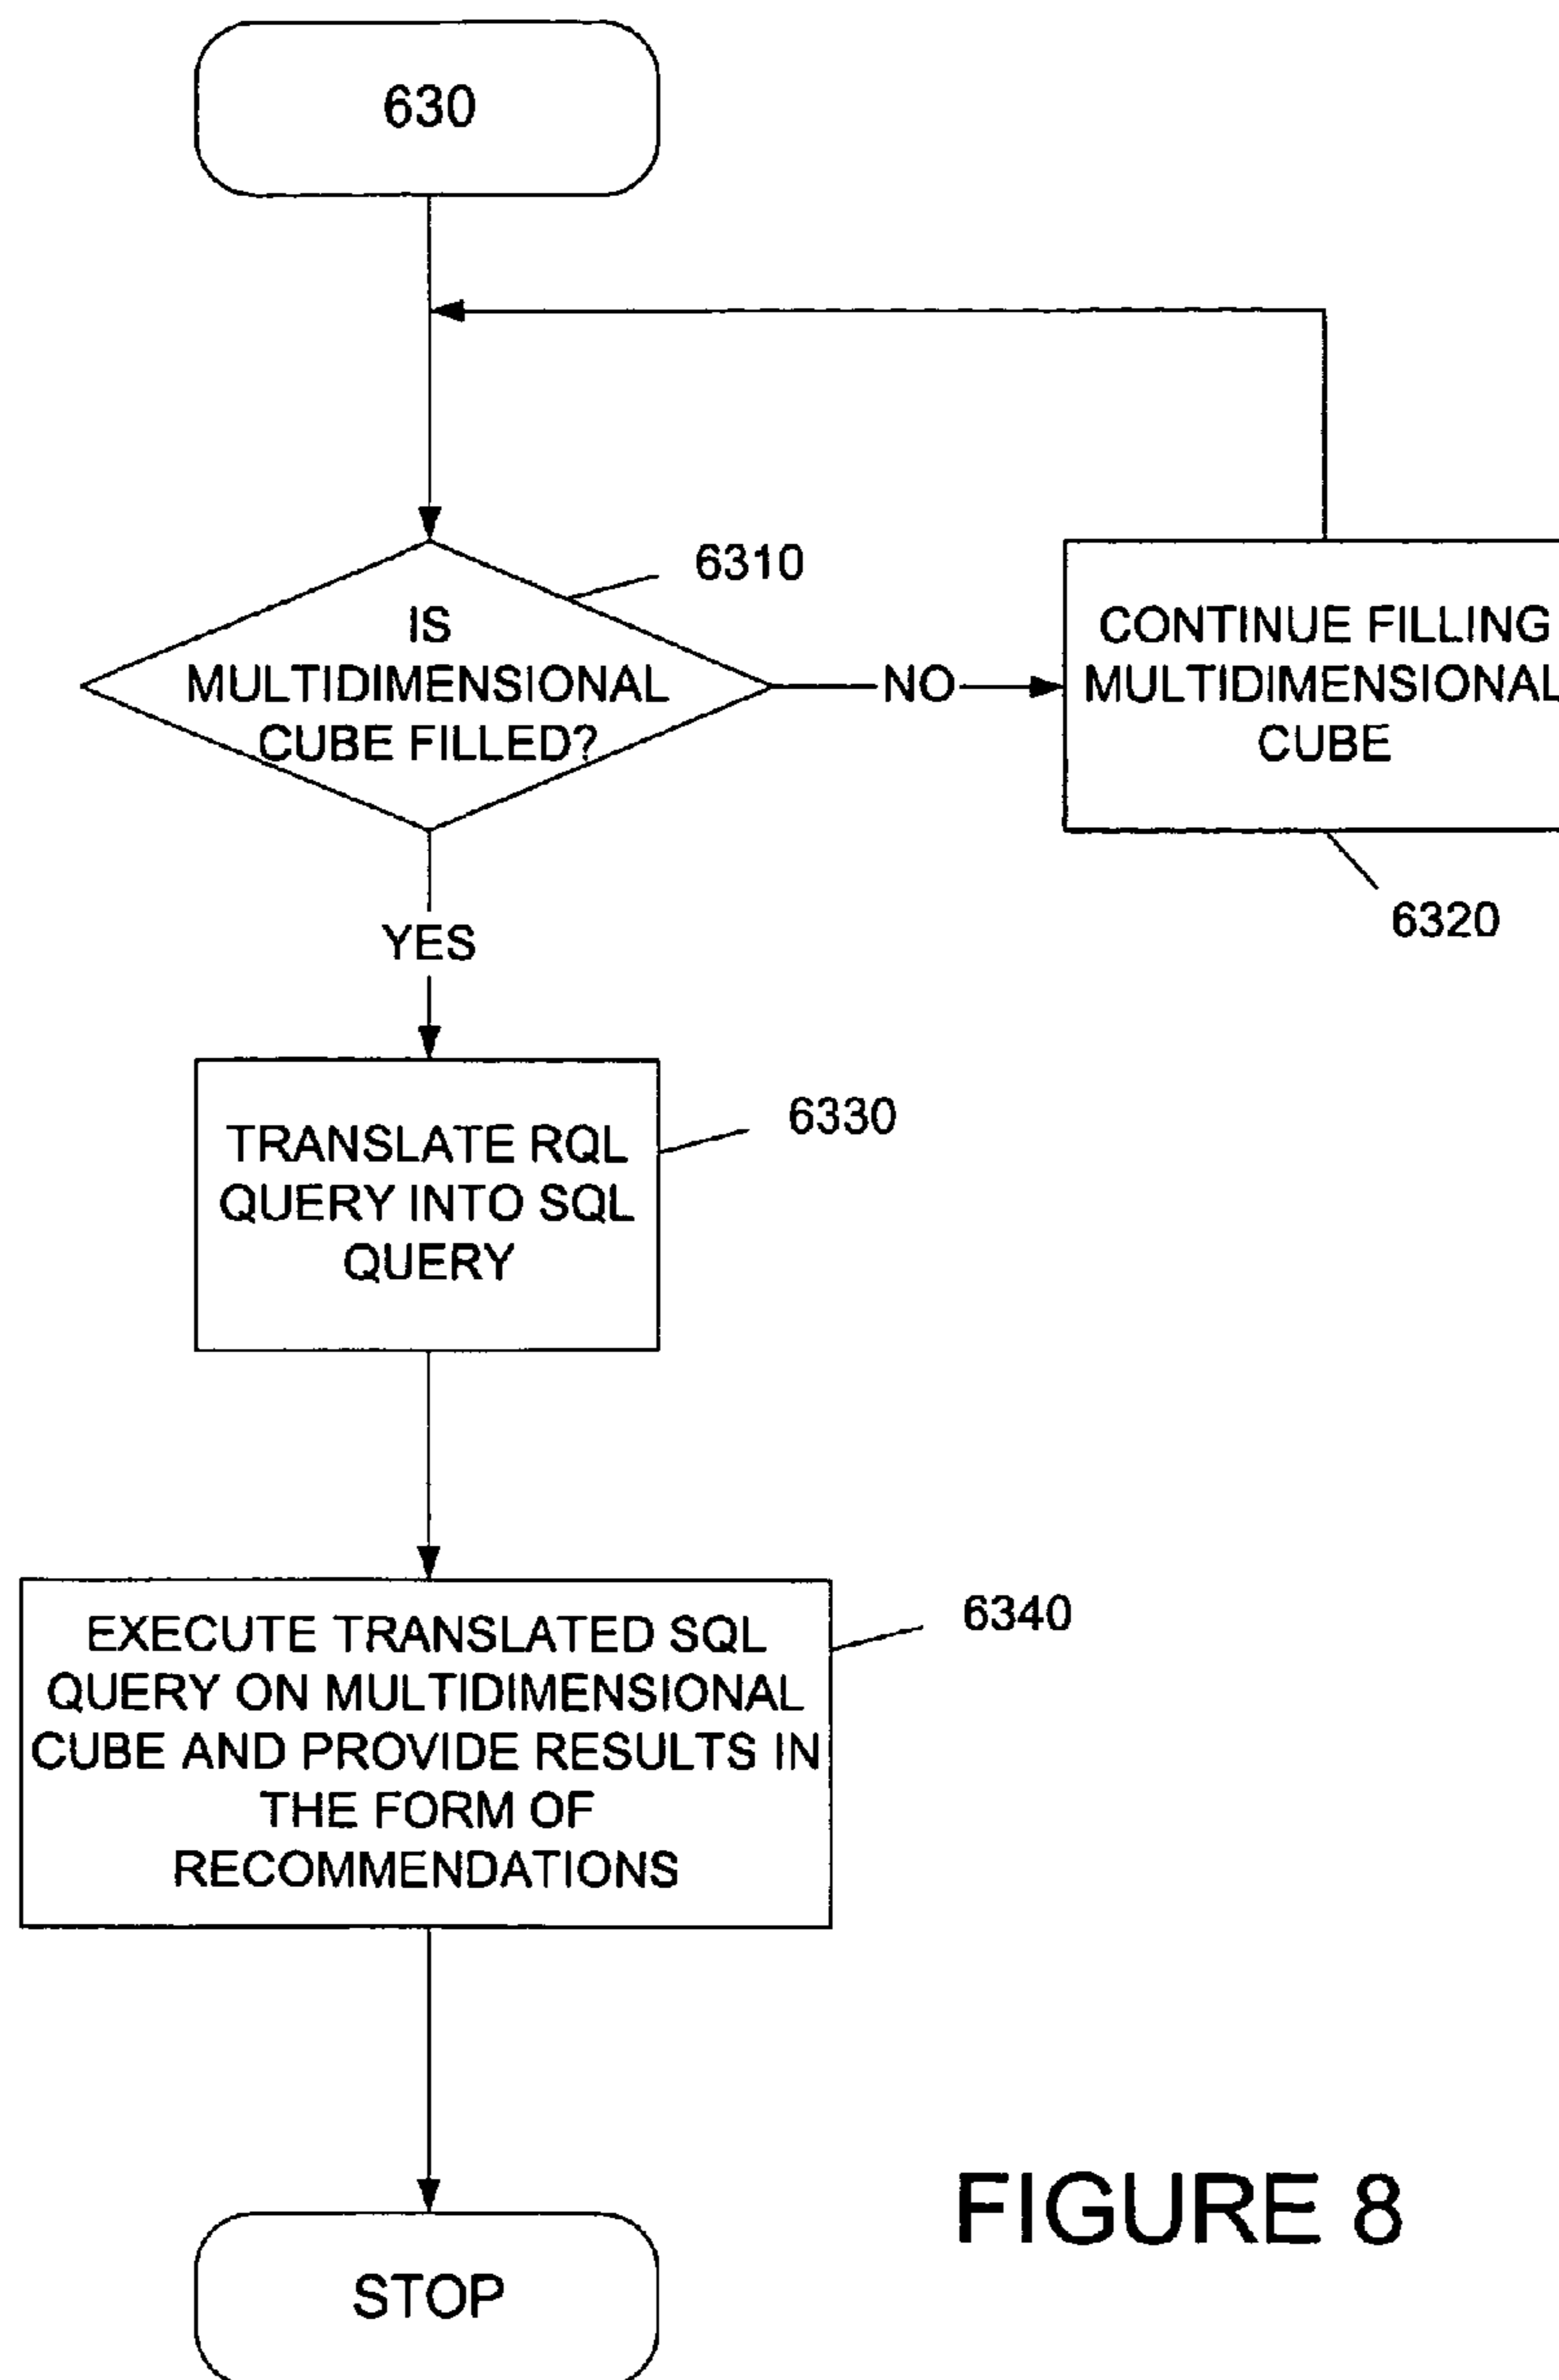 630
6310
IS
MULTIDIMENSIONAL
CUBE FILLED?
NO
CONTINUE FILLING
MULTIDIMENSIONAL
CUBE
6320
YES
6330
TRANSLATE RQL
QUERY INTO SQL
QUERY
6340
EXECUTE TRANSLATED SQL
QUERY ON MULTIDIMENSIONAL
CUBE AND PROVIDE RESULTS IN
THE FORM OF
RECOMMENDATIONS
FIGURE 8
STOP